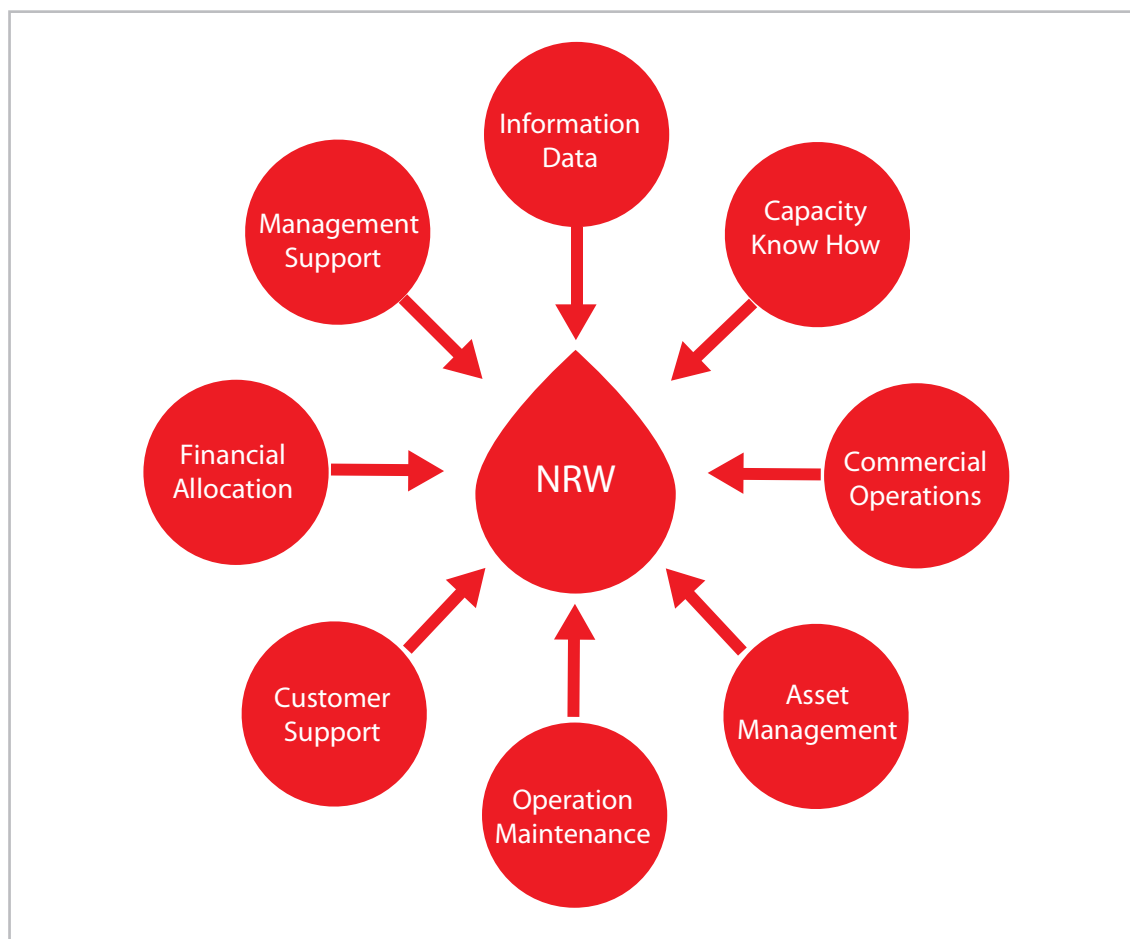 Information
Data
Capacity
Know How
Commercial
Operations
Asset
Management
Operation
Maintenance
Customer
Support
Financial
Allocation
Management
Support
NRW